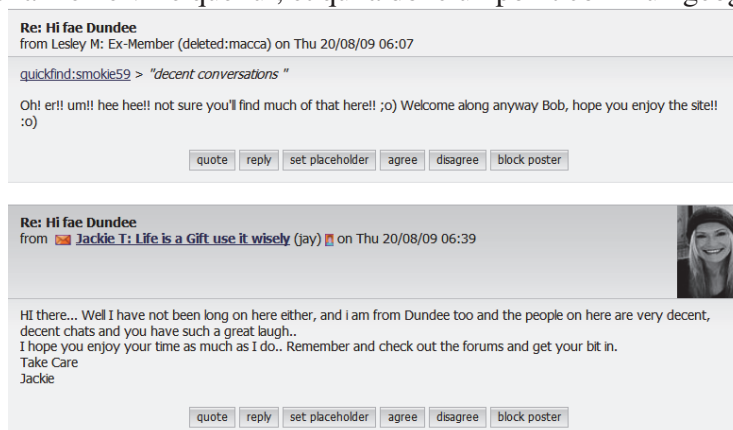 Re: Hi fae Dundee
from Lesley M: Ex-Member (deleted:macca) on Thu 20/08/09 06:07
quickfind:smokie59 > "decent conversations "
Oh! er!! um!! hee hee!! not sure you'll find much of that here!! ;o) Welcome along anyway Bob, hope you enjoy the site!!
:o)
quote reply set placeholder agree disagree block poster
Re: Hi fae Dundee
from Jackie T: Life is a Gift use it wisely (jay) on Thu 20/08/09 06:39
HI there... Well I have not been long on here either, and i am from Dundee too and the people on here are very decent,
decent chats and you have such a great laugh..
I hope you enjoy your time as much as I do.. Remember and check out the forums and get your bit in.
Take Care
Jackie
quote reply set placeholder agree disagree block poster